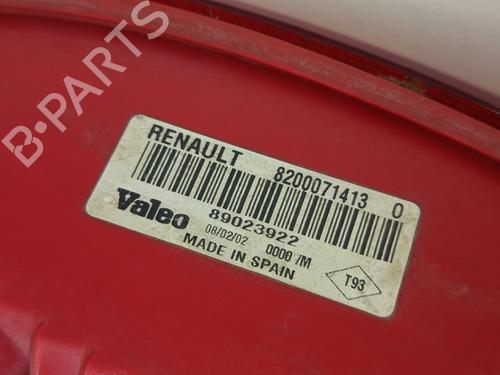 B-PARTS
RENAULT
8200071413 0
Valeo
89023922
08/02/02 0000 /M
MADE IN SPAIN
T93